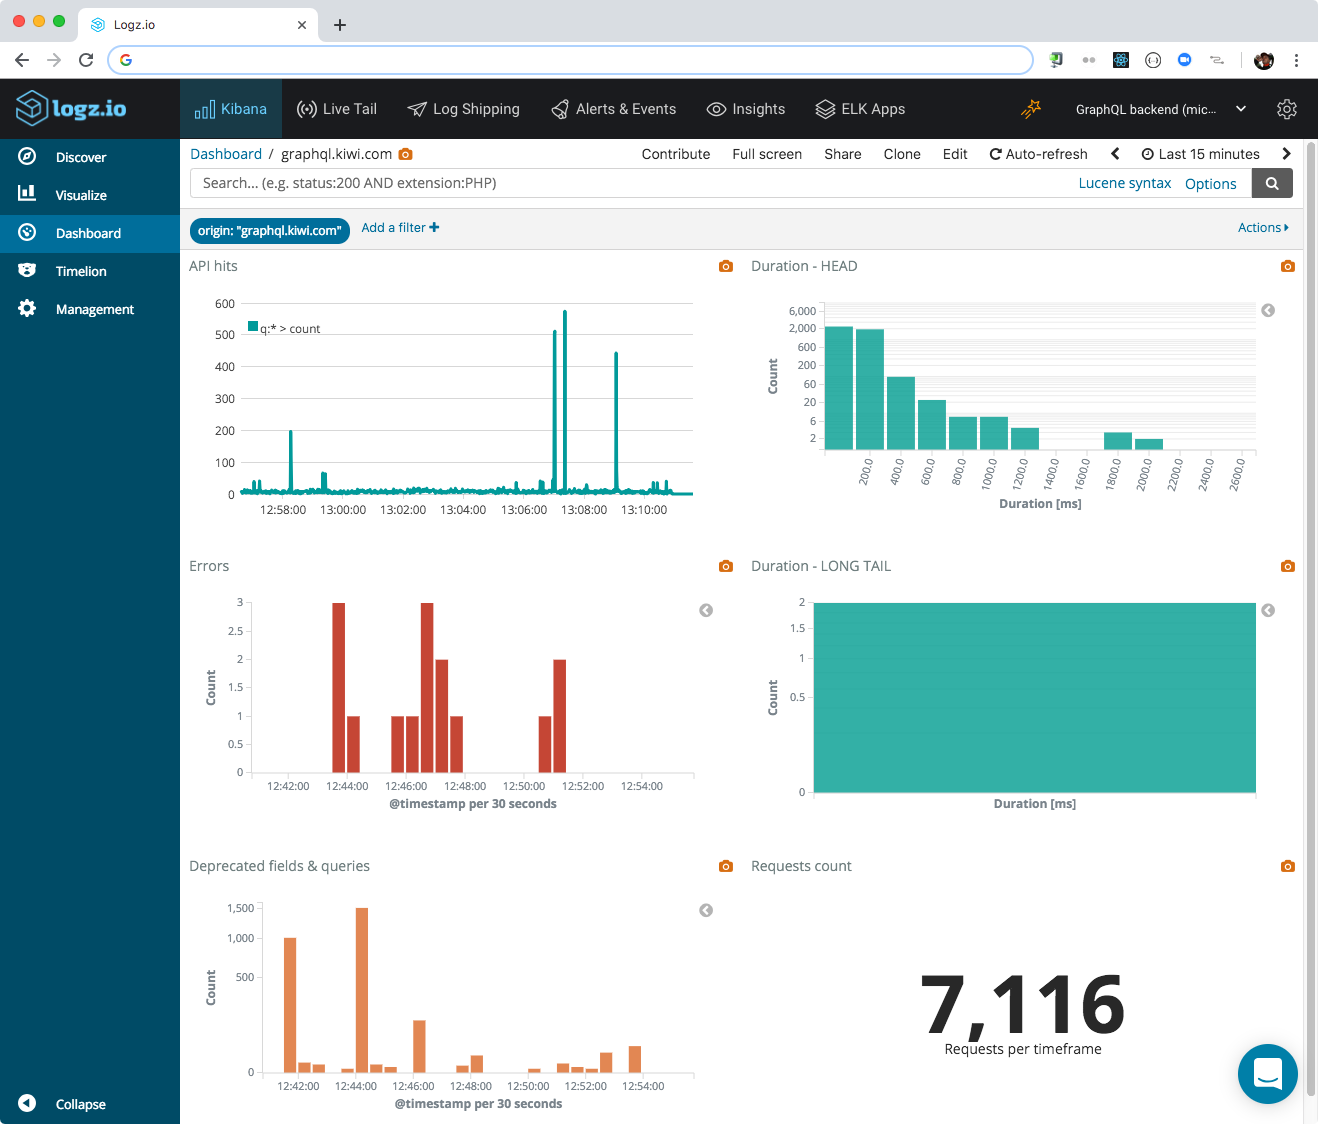 Logz.io
logz.io
Kibana
Live Tail
Log Shipping
Alerts & Events
Insights
ELK Apps
GraphQL backend (mic...
Discover
Visualize
Dashboard
Timelion
Management
Collapse
Dashboard / graphql.kiwi.com
Contribute
Full screen
Share
Clone
Edit
Auto-refresh
Last 15 minutes
Search... (e.g. status:200 AND extension:PHP)
Lucene syntax
Options
origin: "graphql.kiwi.com"
Add a filter +
Actions
API hits
600
500
400
300
200
100
0
q:* > count
12:58:00 13:00:00 13:02:00 13:04:00 13:06:00 13:08:00 13:10:00
Duration - HEAD
6,000
2,000
600
200
60
20
6
2
Count
200.0 400.0 600.0 800.0 1000.0 1200.0 1400.0 1600.0 1800.0 2000.0 2200.0 2400.0 2600.0
Duration [ms]
Errors
3
2.5
2
1.5
1
0.5
0
Count
12:42:00 12:44:00 12:46:00 12:48:00 12:50:00 12:52:00 12:54:00
@timestamp per 30 seconds
Duration - LONG TAIL
2
1.5
1
0.5
0
Count
Duration [ms]
Deprecated fields & queries
1,500
1,000
500
0
Count
12:42:00 12:44:00 12:46:00 12:48:00 12:50:00 12:52:00 12:54:00
@timestamp per 30 seconds
Requests count
7,116
Requests per timeframe